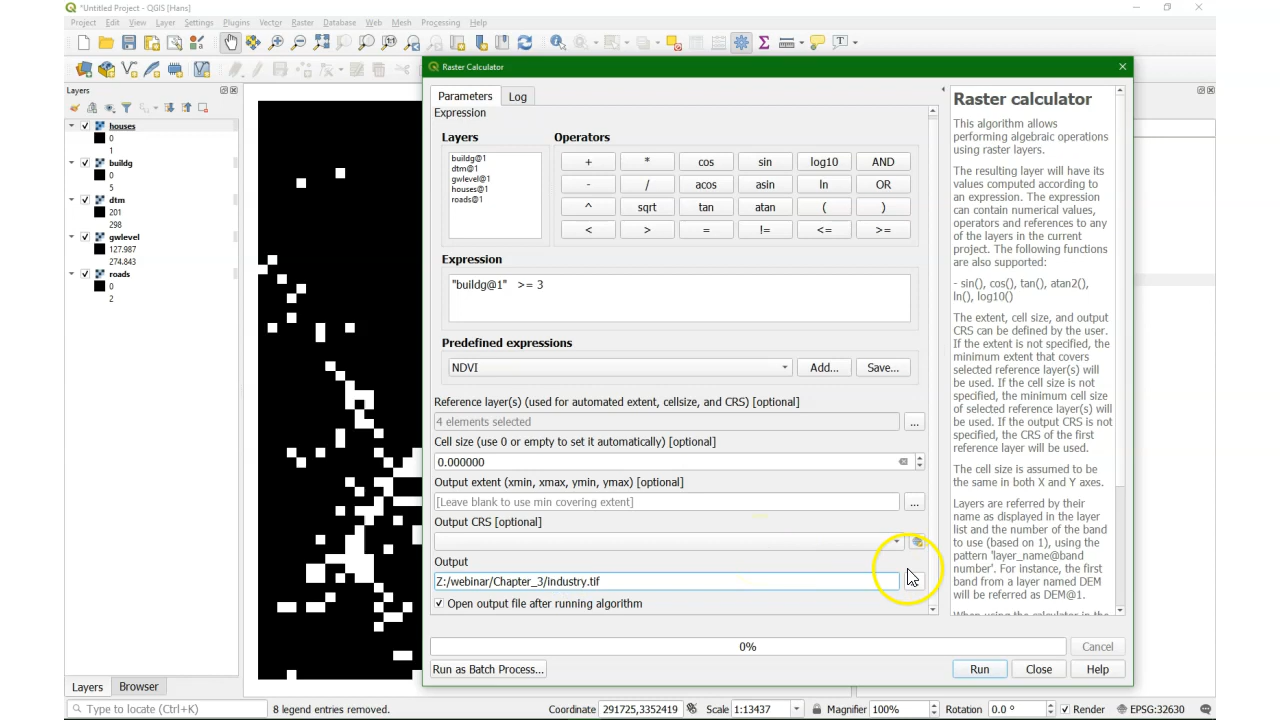 *Untitled Project - QGIS [Hans]
Project Edit View Layer Settings Plugins Vector Raster Database Web Mesh Processing Help
Layers
houses
0
1
buildg
0
5
dtm
201
298
gwlevel
127.987
274.843
roads
0
2
Layers Browser
Raster Calculator
Parameters Log
Expression
Layers
buildg@1
dtm@1
gwlevel@1
houses@1
roads@1
Operators
+ * cos sin log10 AND
- / acos asin ln OR
^ sqrt tan atan ( )
< > = != <= >=
Expression
"buildg@1" >= 3
Predefined expressions
NDVI Add... Save...
Reference layer(s) (used for automated extent, cellsize, and CRS) [optional]
4 elements selected ...
Cell size (use 0 or empty to set it automatically) [optional]
0.000000
Output extent (xmin, xmax, ymin, ymax) [optional]
[Leave blank to use min covering extent] ...
Output CRS [optional]
Output
Z:/webinar/Chapter_3/industry.tif
Open output file after running algorithm
0% Cancel
Run as Batch Process... Run Close Help
Raster calculator
This algorithm allows
performing algebraic operations
using raster layers.
The resulting layer will have its
values computed according to
an expression. The expression
can contain numerical values,
operators and references to any
of the layers in the current
project. The following functions
are also supported:
- sin(), cos(), tan(), atan2(),
ln(), log10()
The extent, cell size, and output
CRS can be defined by the user.
If the extent is not specified, the
minimum extent that covers
selected reference layer(s) will
be used. If the cell size is not
specified, the minimum cell size
of selected reference layer(s) will
be used. If the output CRS is not
specified, the CRS of the first
reference layer will be used.
The cell size is assumed to be
the same in both X and Y axes.
Layers are referred by their
name as displayed in the layer
list and the number of the band
to use (based on 1), using the
pattern 'layer_name@band
number'. For instance, the first
band from a layer named DEM
will be referred as DEM@1.
When using the calculator in the
Type to locate (Ctrl+K) 8 legend entries removed. Coordinate 291725,3352419 Scale 1:13437 Magnifier 100% Rotation 0.0 ° Render EPSG:32630